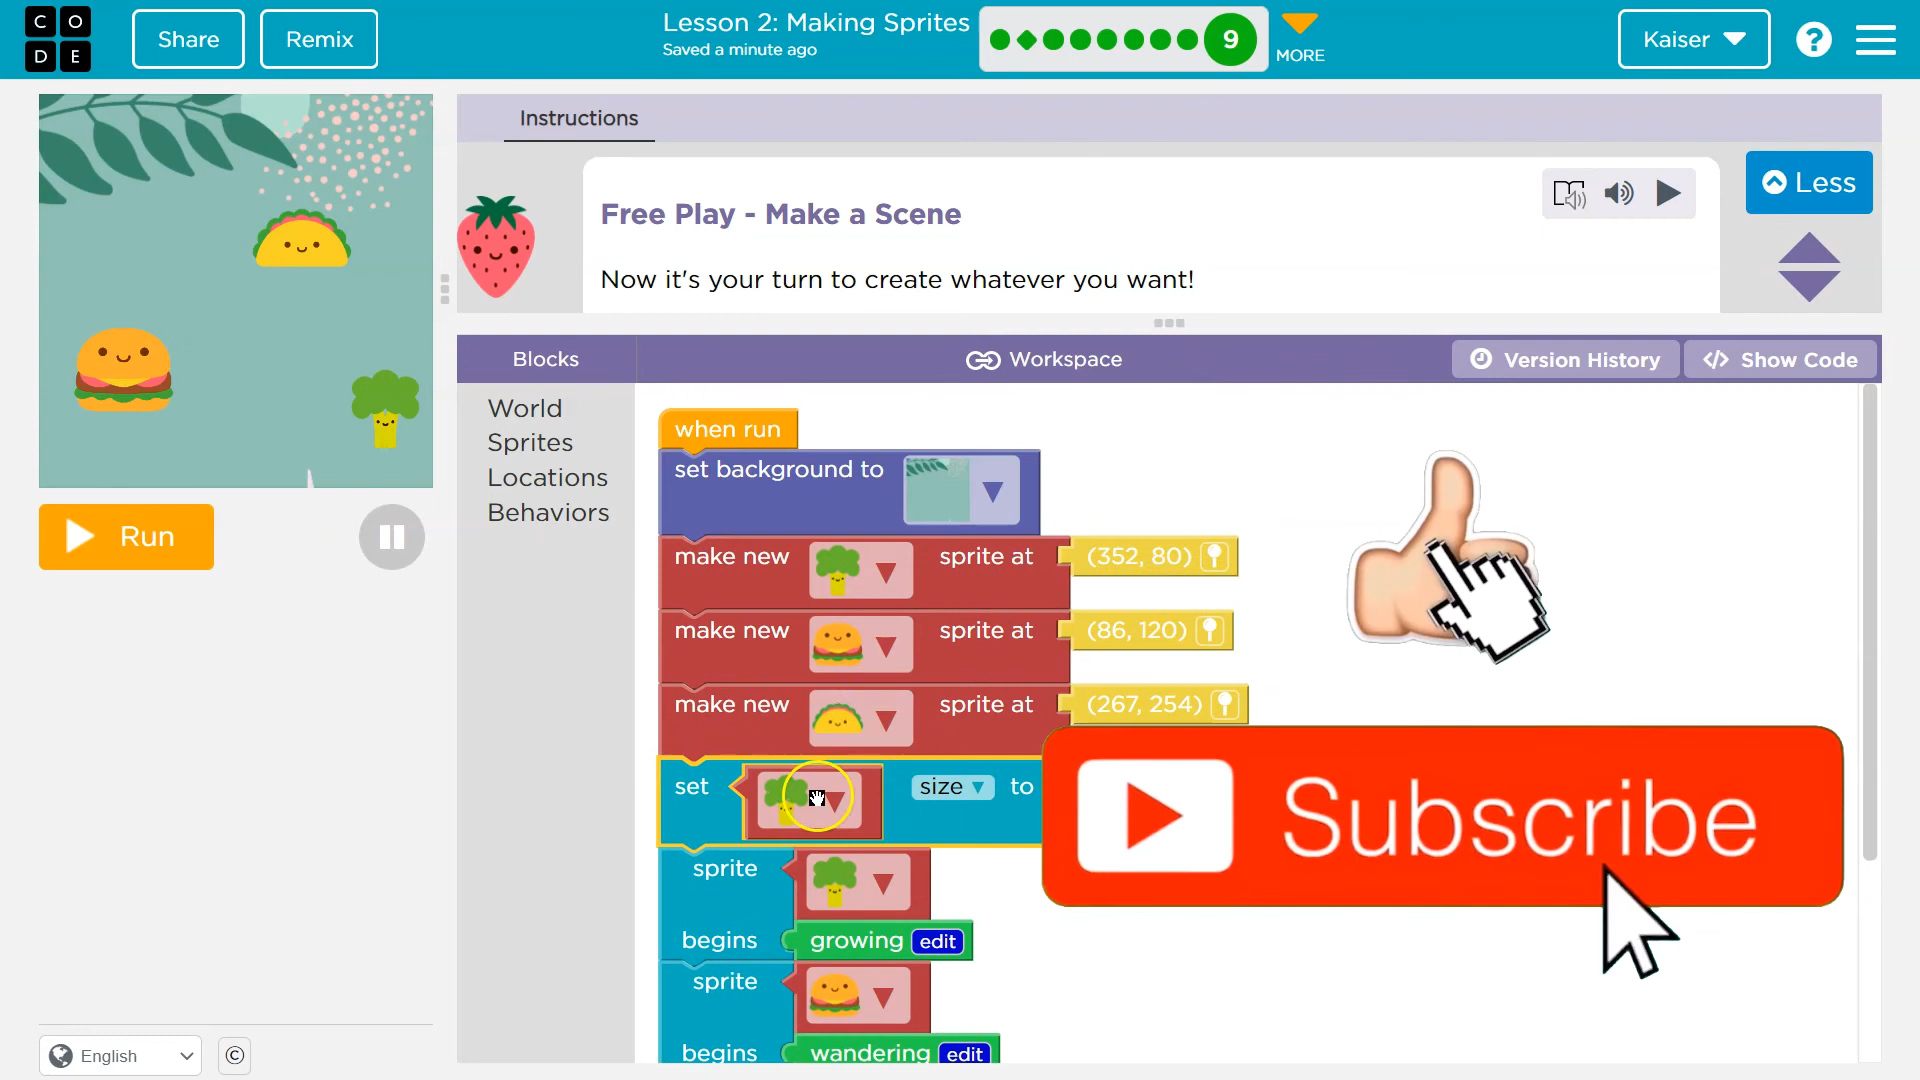 CO
DE
Share
Remix
Lesson 2: Making Sprites
Saved a minute ago
9
MORE
Kaiser
?
Instructions
Free Play - Make a Scene
Now it's your turn to create whatever you want!
Less
Blocks
Workspace
Version History
</> Show Code
World
Sprites
Locations
Behaviors
Run
when run
set background to
make new sprite at (352, 80)
make new sprite at (86, 120)
make new sprite at (267, 254)
set size to
sprite
begins growing edit
sprite
begins wandering edit
Subscribe
English
©